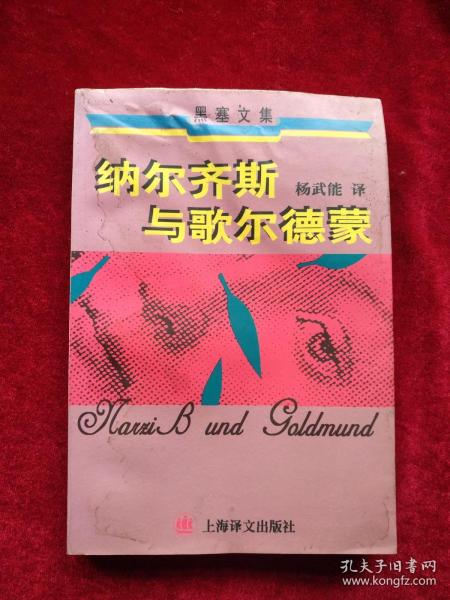 黑塞文集
纳尔齐斯
杨武能 译
与歌尔德蒙
Narziß und Goldmund
上海译文出版社
孔夫子旧书网
www.kongfz.com